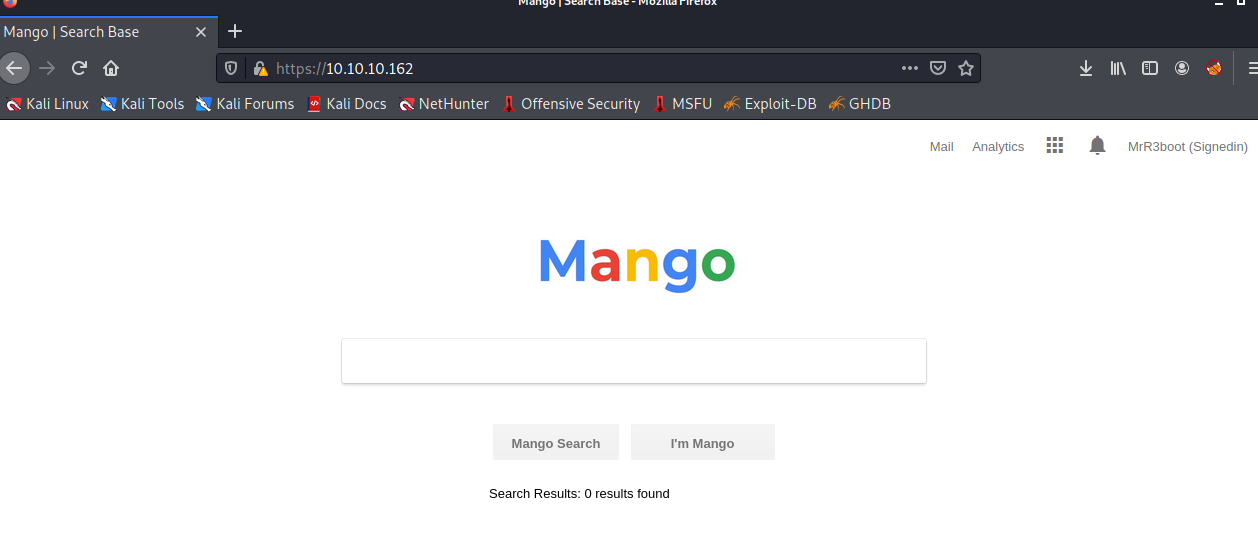 Mango | Search Base - Mozilla Firefox
Mango | Search Base
https://10.10.10.162
Kali Linux Kali Tools Kali Forums Kali Docs NetHunter Offensive Security MSFU Exploit-DB GHDB
Mail Analytics MrR3boot (Signedin)
Mango
Mango Search I'm Mango
Search Results: 0 results found